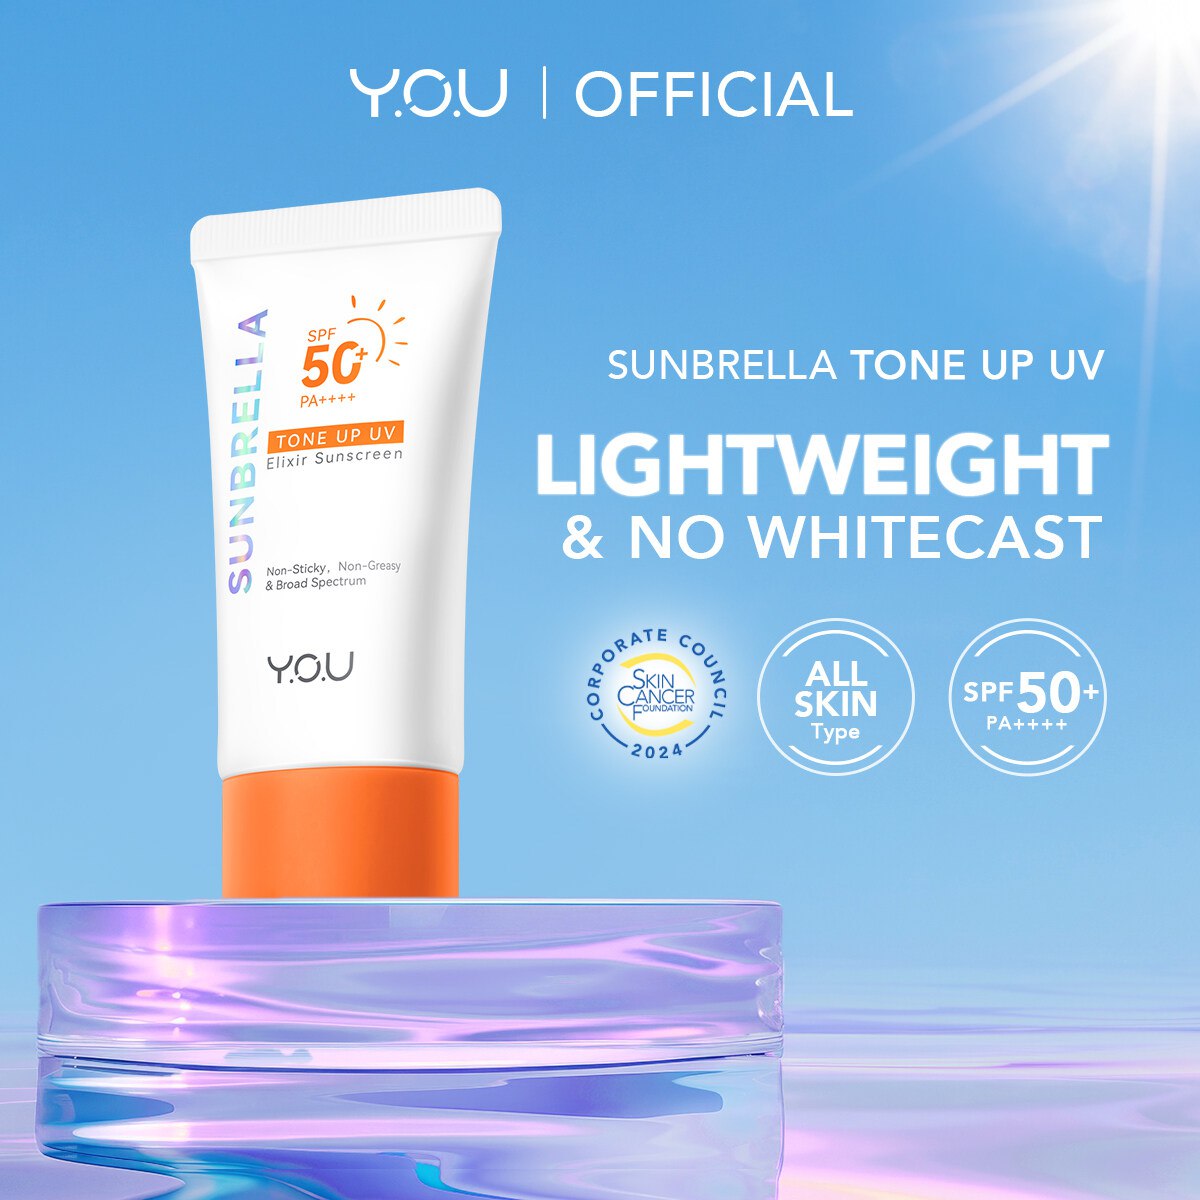 Y.O.U | OFFICIAL
SUNBRELLA
SPF
50+
PA++++
TONE UP UV
Elixir Sunscreen
Non-Sticky, Non-Greasy
& Broad Spectrum
Y.O.U
SUNBRELLA TONE UP UV
LIGHTWEIGHT
& NO WHITECAST
CORPORATE COUNCIL
SKIN
CANCER
FOUNDATION
2024
ALL
SKIN
Type
SPF 50+
PA++++